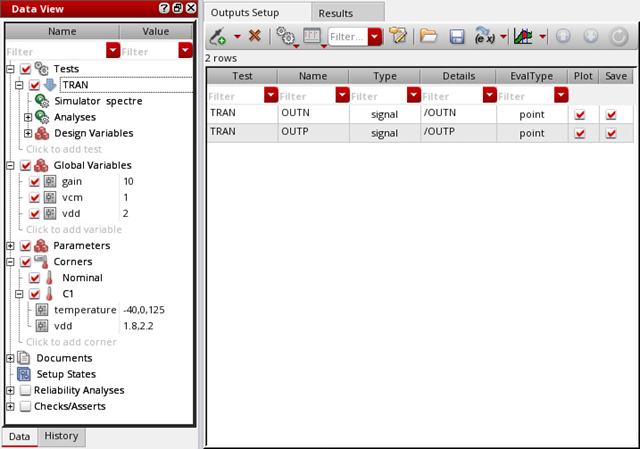 Data View
Name Value
Filter Filter
Tests
TRAN
Simulator spectre
Analyses
Design Variables
Click to add test
Global Variables
gain 10
vcm 1
vdd 2
Click to add variable
Parameters
Corners
Nominal
C1
temperature -40,0,125
vdd 1.8,2.2
Click to add corner
Documents
Setup States
Reliability Analyses
Checks/Asserts
Data History
Outputs Setup Results
Filter...
2 rows
Test Name Type Details EvalType Plot Save
Filter Filter Filter Filter Filter
TRAN OUTN signal /OUTN point
TRAN OUTP signal /OUTP point